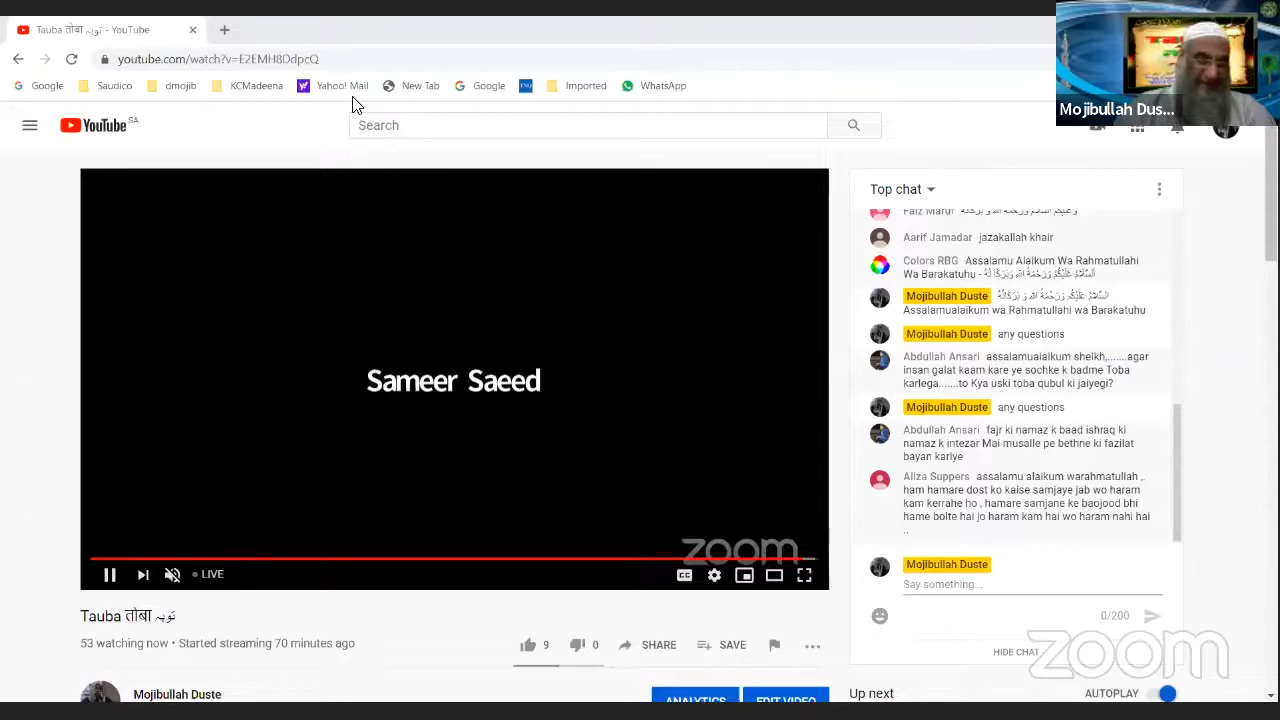 Tauba तोबा توبہ - YouTube
youtube.com/watch?v=E2EMH8DdpcQ
Google Saudico dmojib KCMadeena Yahoo! Mail New Tab Google Imported WhatsApp
Mojibullah Dus...
YouTube SA
Search
Sameer Saeed
zoom
LIVE
Tauba तोबा توبہ
53 watching now • Started streaming 70 minutes ago
9 0 SHARE SAVE
Mojibullah Duste
ANALYTICS EDIT VIDEO
Top chat
Faiz Maruf وَعَلَيْكُم السَّلَام وَرَحْمَةُ اللهِ وَ بَرَكَاتُهُ
Aarif Jamadar jazakallah khair
Colors RBG Assalamu Alaikum Wa Rahmatullahi
Wa Barakatuhu -
Mojibullah Duste
Assalamualaikum wa Rahmatullahi wa Barakatuhu
Mojibullah Duste any questions
Abdullah Ansari assalamualaikum sheikh,.......agar
insan galat kaam kare ye sochke k badme Toba
karlega.......to Kya uski toba qubul ki jaiyegi?
Mojibullah Duste any questions
Abdullah Ansari fajr ki namaz k baad ishraq ki
namaz k intezar Mai musalle pe bethne ki fazilat
bayan kariye
Aliza Suppers assalamu alaikum warahmatullah ,.
ham hamare dost ko kaise samjaye jab wo haram
kam kerrahe ho , hamare samjane ke baojood bhi
hame bolte hai jo haram kam hai wo haram nahi hai
..
Mojibullah Duste
Say something...
0/200
HIDE CHAT
zoom
Up next AUTOPLAY